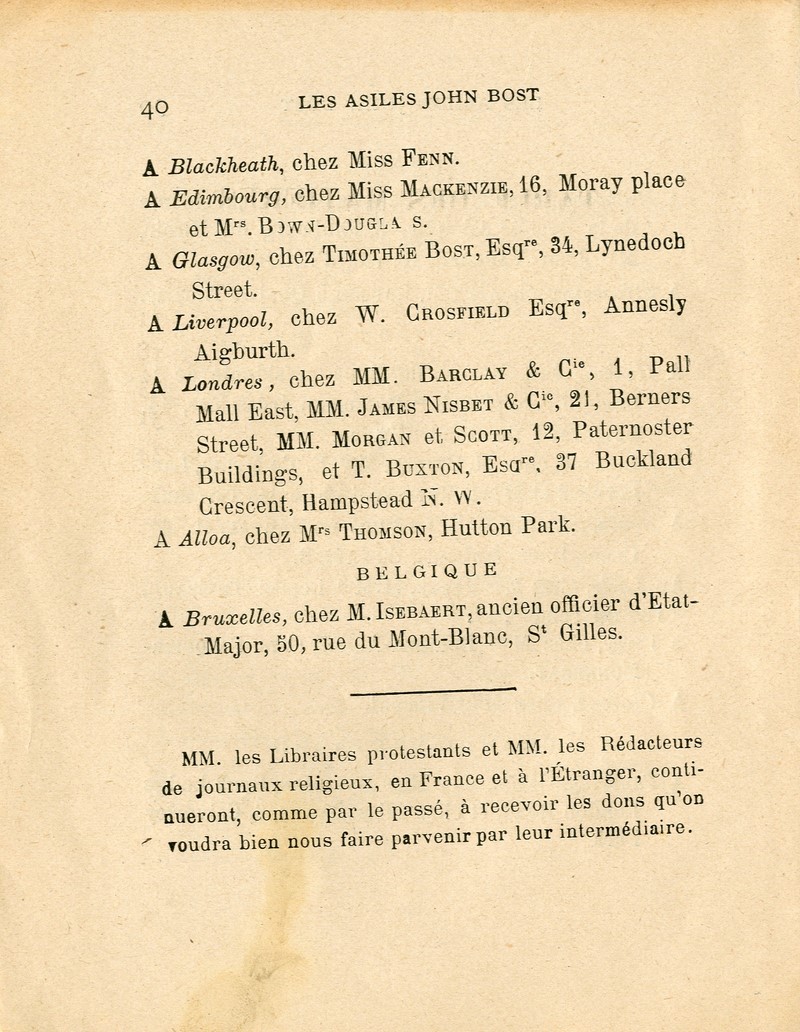 40 LES ASILES JOHN BOST
A Blackheath, chez Miss FENN.
A Edimbourg, chez Miss MACKENZIE, 16, Moray place
et Mrs. BOWN-DOUGLA S.
A Glasgow, chez TIMOTHÉE BOST, Esqre, 34, Lynedoch
Street.
A Liverpool, chez W. CROSFIELD Esqre, Annesly
Aigburth.
A Londres, chez MM. BARCLAY & Cie, 1, Pall
Mall East, MM. JAMES NISBET & Cie, 21, Berners
Street, MM. MORGAN et SCOTT, 12, Paternoster
Buildings, et T. BUXTON, Esqre, 37 Buckland
Crescent, Hampstead N. W.
A Alloa, chez Mrs THOMSON, Hutton Park.
BELGIQUE
A Bruxelles, chez M. ISEBAERT, ancien officier d'Etat-
Major, 50, rue du Mont-Blanc, St Gilles.
MM. les Libraires protestants et MM. les Rédacteurs
de journaux religieux, en France et à l'Étranger, conti-
nueront, comme par le passé, à recevoir les dons qu'on
voudra bien nous faire parvenir par leur intermédiaire.